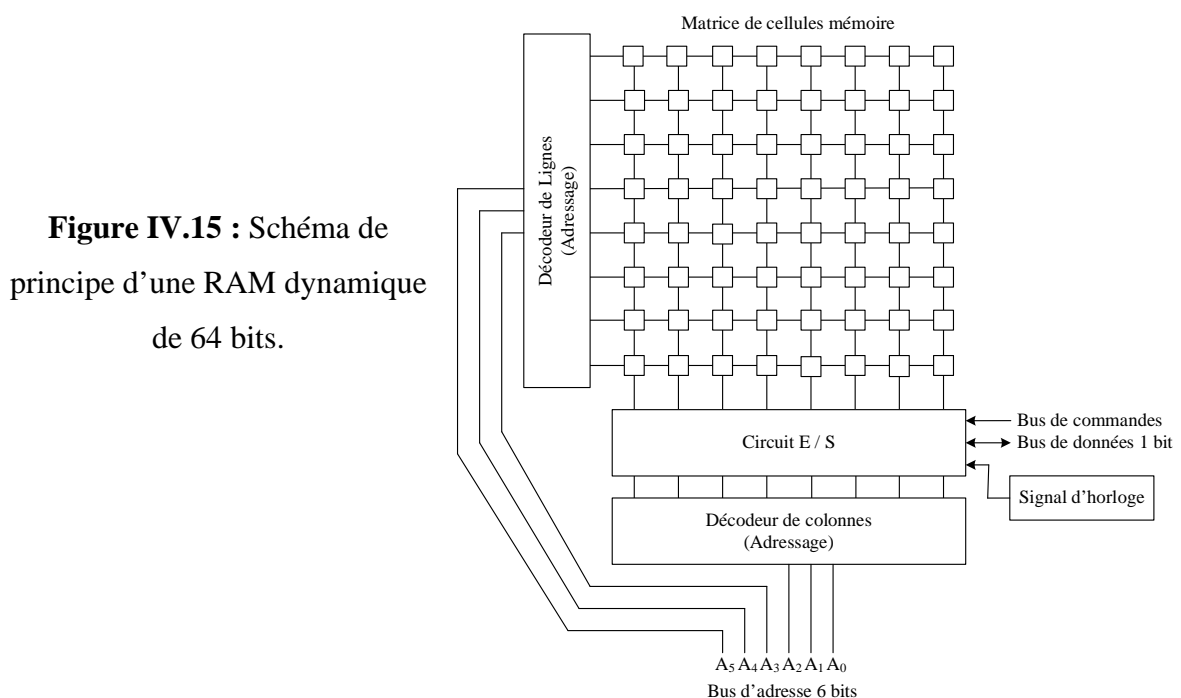 Matrice de cellules mémoire
Décodeur de Lignes
(Adressage)
Figure IV.15 : Schéma de
principe d’une RAM dynamique
de 64 bits.
Circuit E / S
Bus de commandes
Bus de données 1 bit
Signal d’horloge
Décodeur de colonnes
(Adressage)
A5 A4 A3 A2 A1 A0
Bus d’adresse 6 bits